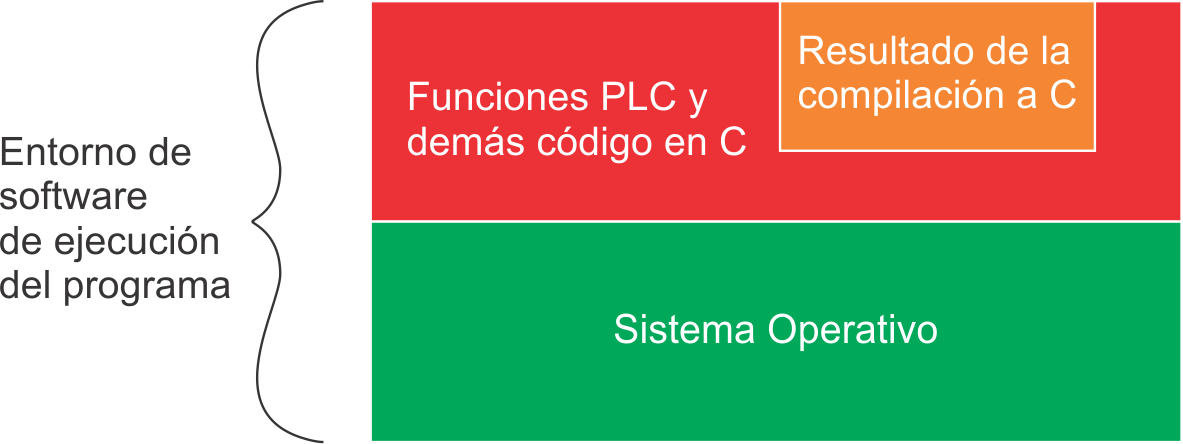 Entorno de
software
de ejecución
del programa
Funciones PLC y
demás código en C
Resultado de la
compilación a C
Sistema Operativo